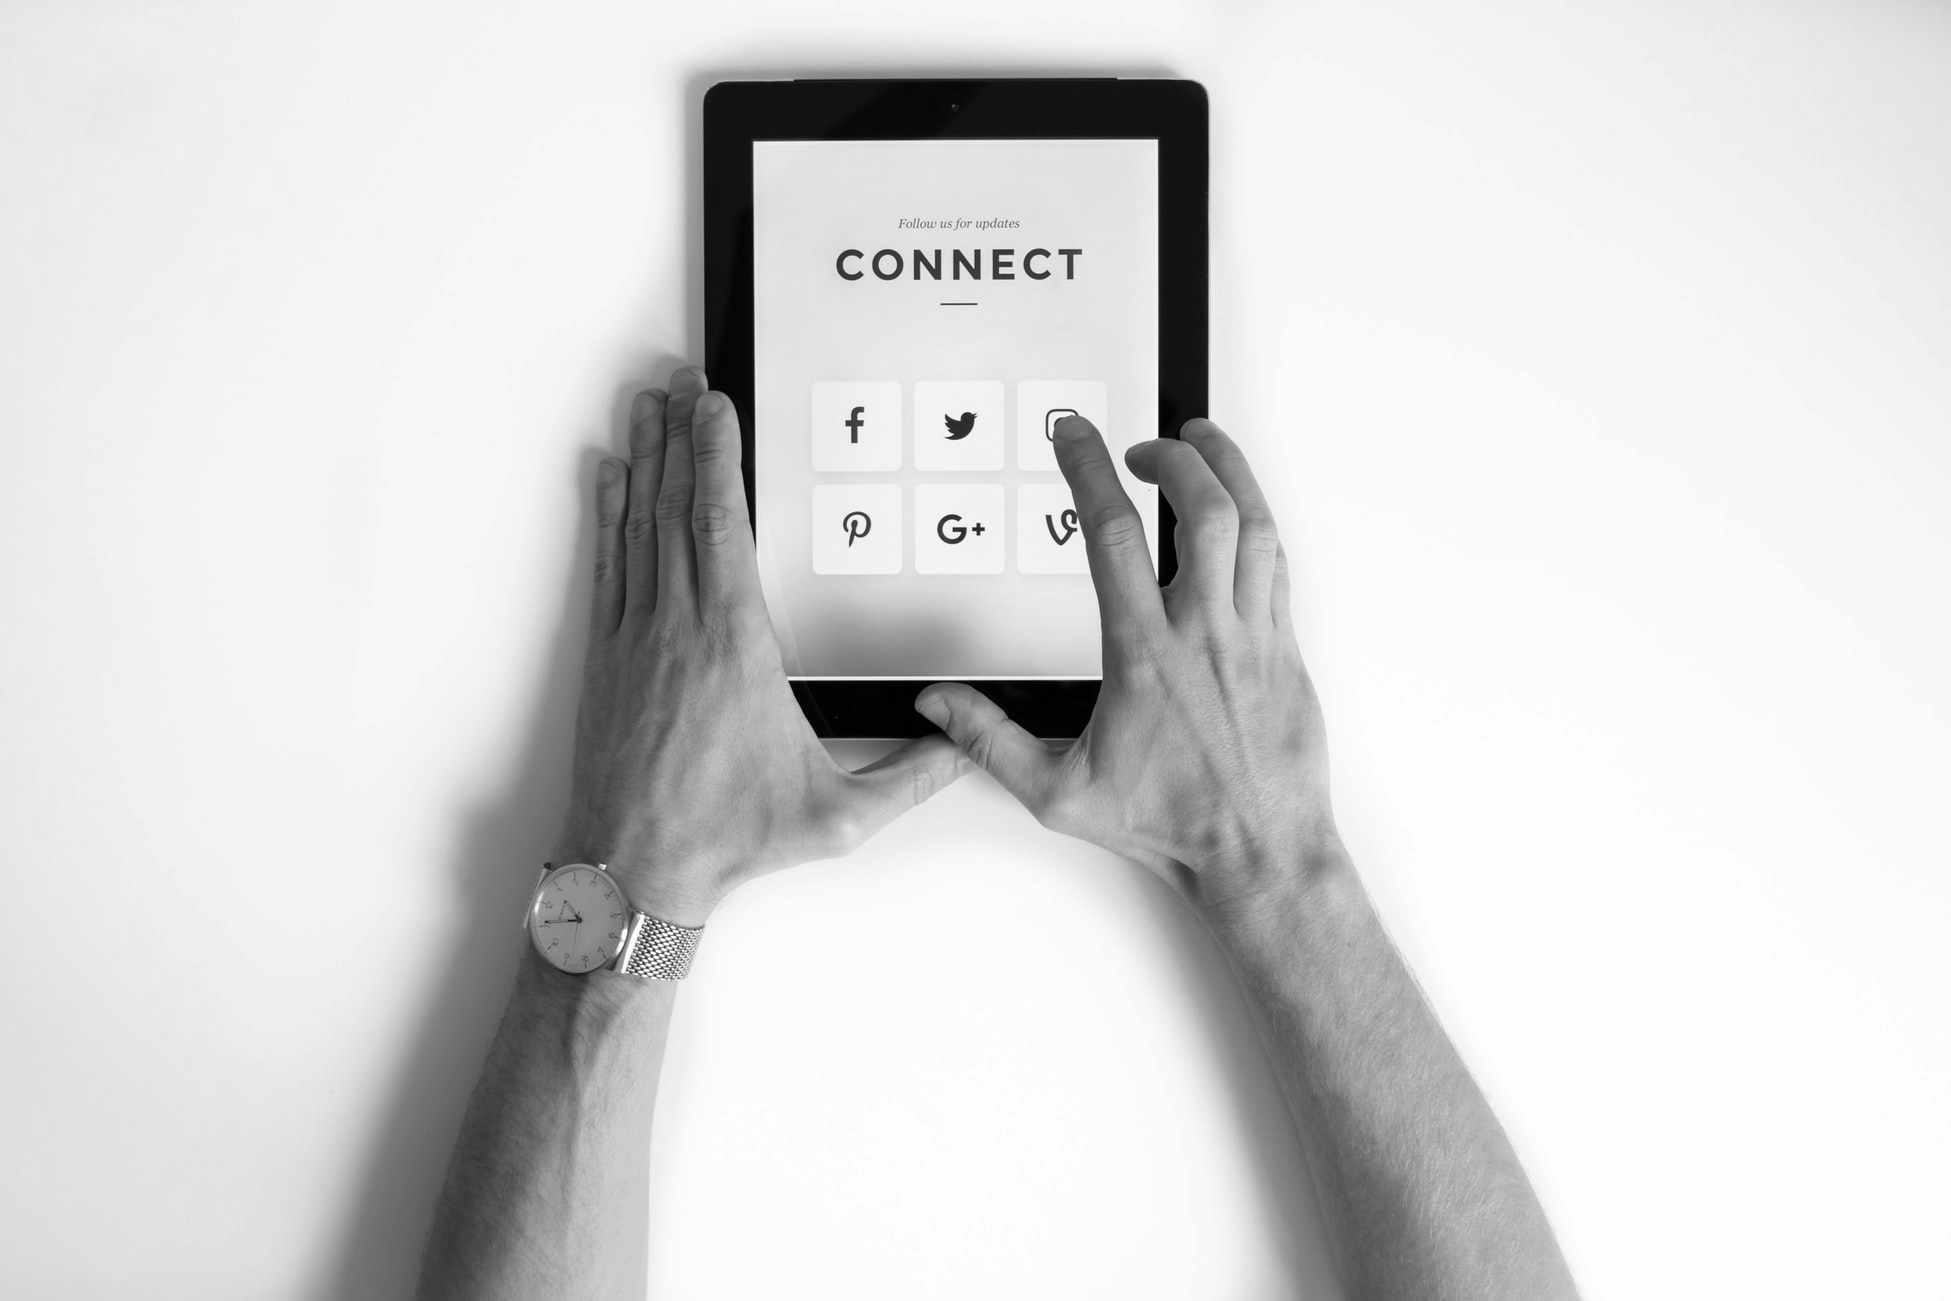 Follow us for updates
CONNECT
f
G+